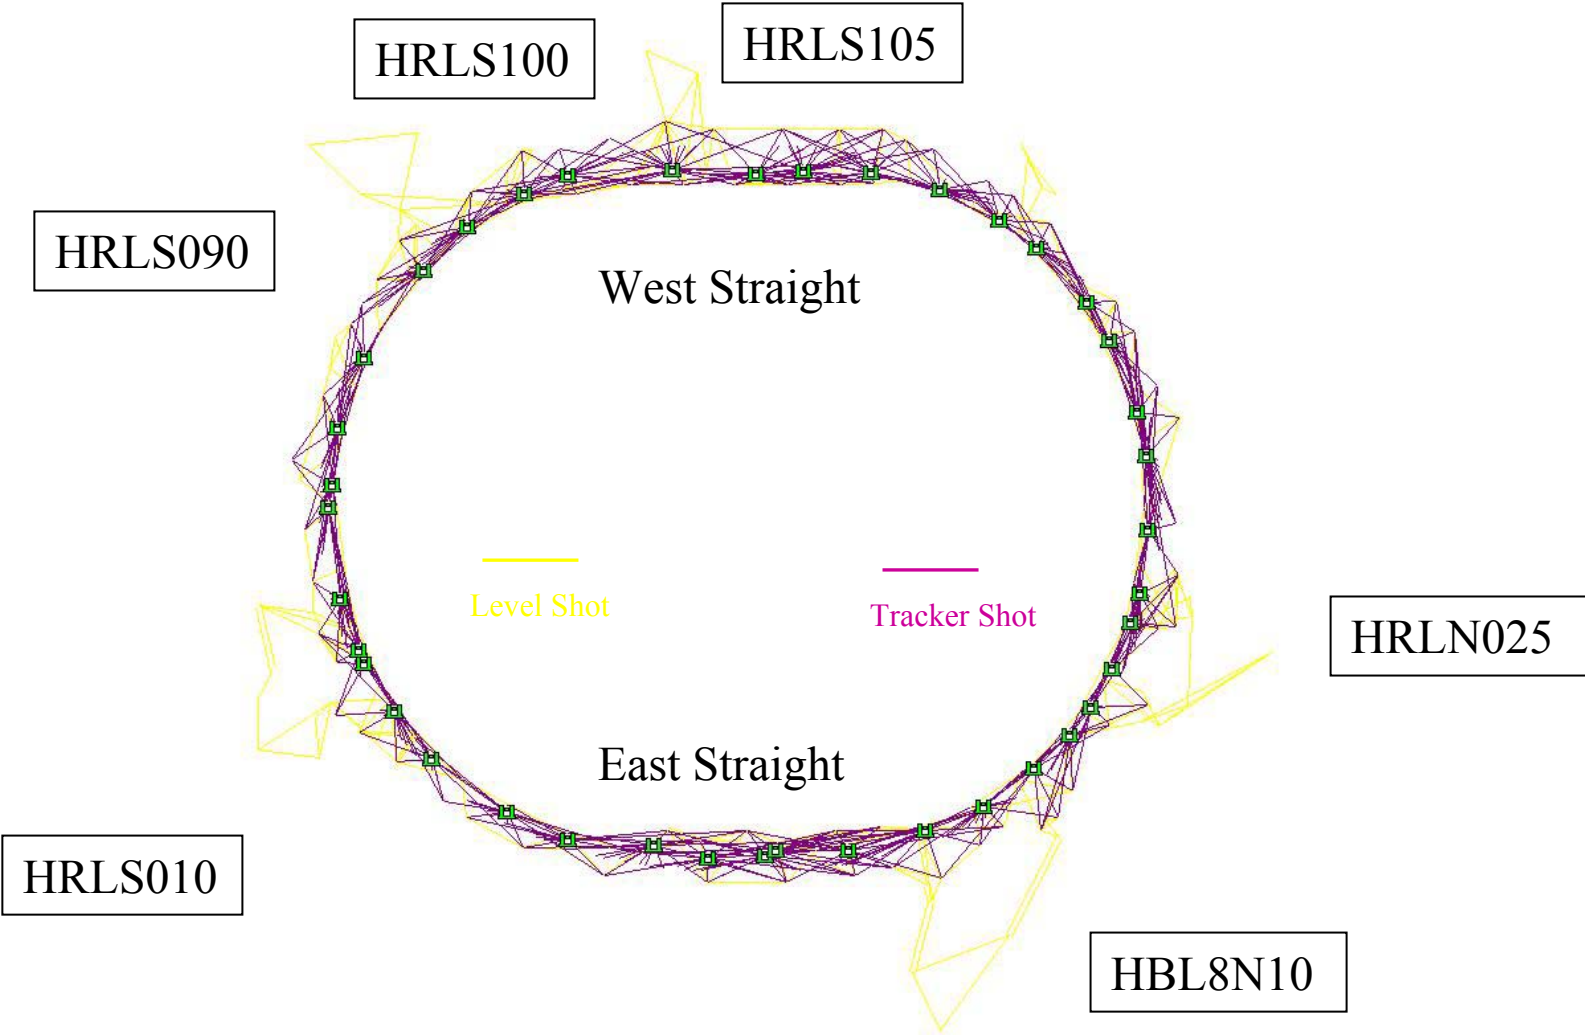 HRLS100
HRLS105
HRLS090
West Straight
Level Shot
Tracker Shot
HRLN025
East Straight
HRLS010
HBL8N10